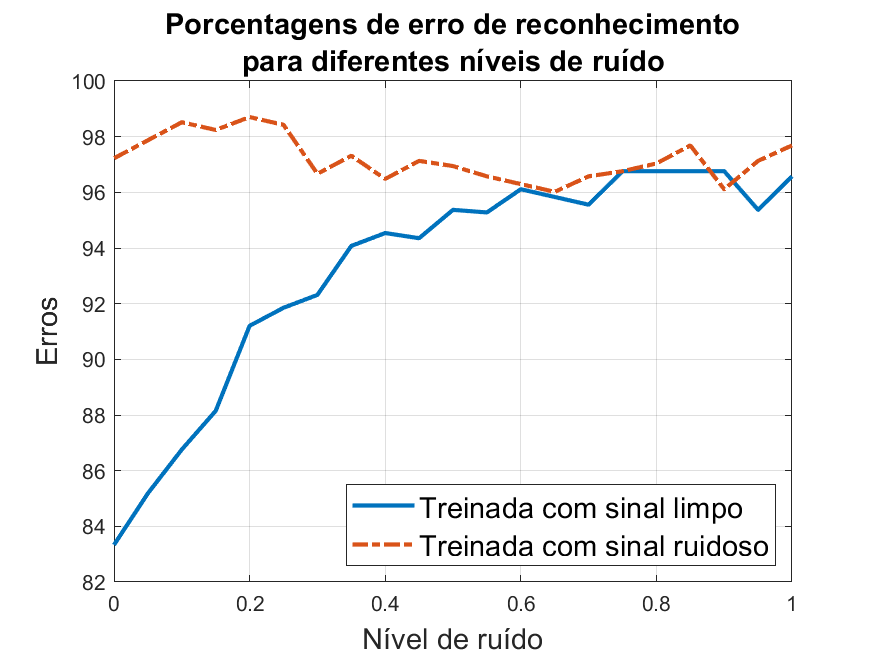 Porcentagens de erro de reconhecimento
para diferentes níveis de ruído
100
98
96
94
92
90
88
86
84
82
Erros
Treinada com sinal limpo
Treinada com sinal ruidoso
0
0.2
0.4
0.6
0.8
1
Nível de ruído